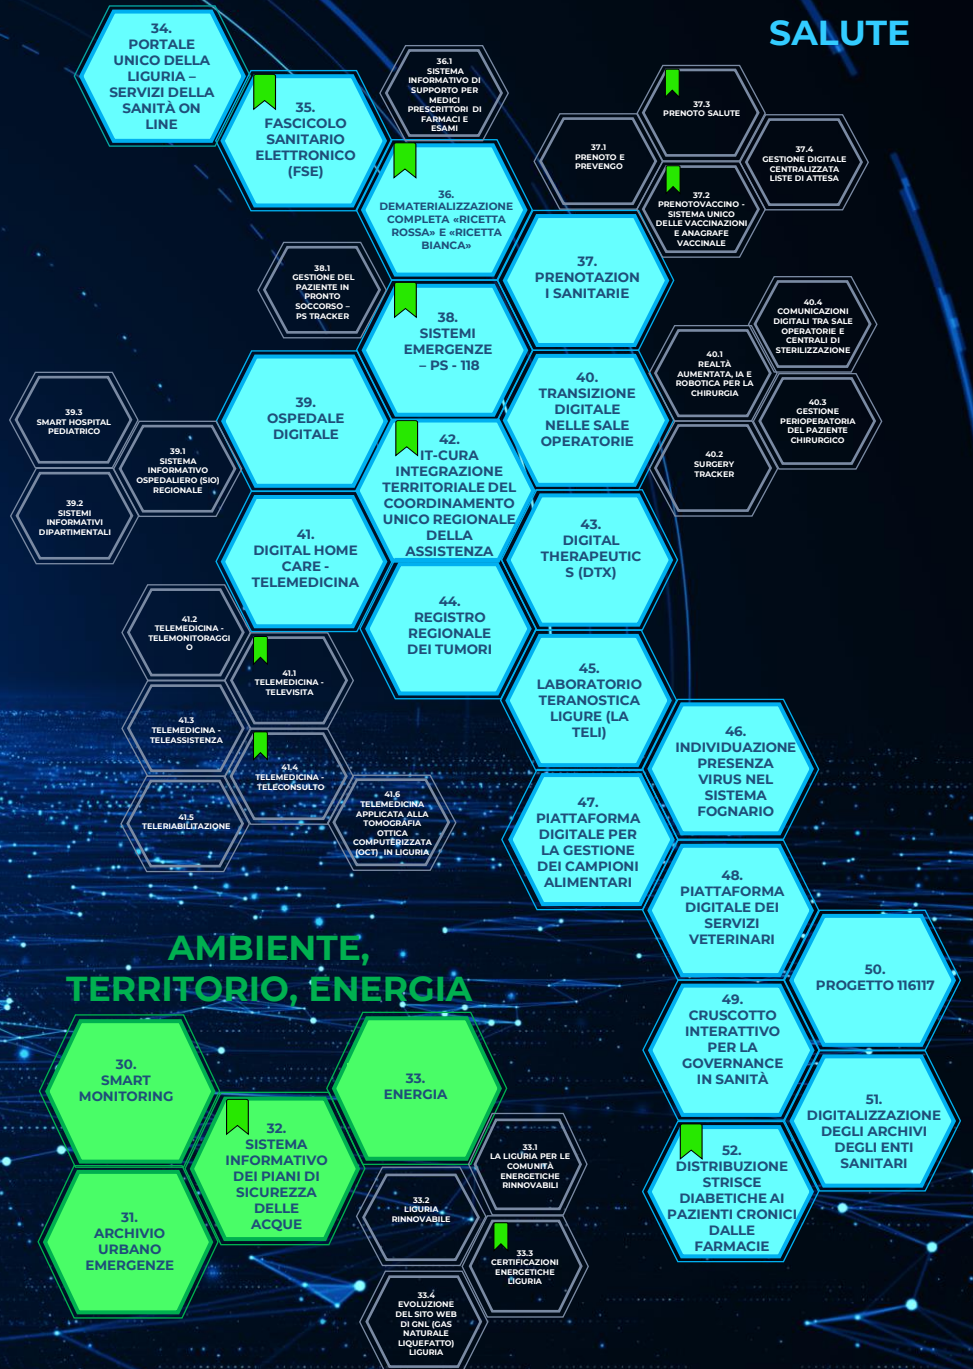 SALUTE
34.
PORTALE
UNICO DELLA
LIGURIA –
SERVIZI DELLA
SANITÀ ON
LINE
35.
FASCICOLO
SANITARIO
ELETTRONICO
(FSE)
36.1
SISTEMA
INFORMATIVO DI
SUPPORTO PER
MEDICI
PRESCRITTORI DI
FARMACI E
ESAMI
36.
DEMATERIALIZZAZIONE
COMPLETA «RICETTA
ROSSA» E «RICETTA
BIANCA»
37.3
PRENOTO SALUTE
37.1
PRENOTO E
PREVENGO
37.4
GESTIONE DIGITALE
CENTRALIZZATA
LISTE DI ATTESA
37.2
PRENOTOVACCINO -
SISTEMA UNICO
DELLE VACCINAZIONI
E ANAGRAFE
VACCINALE
37.
PRENOTAZION
I SANITARIE
38.1
GESTIONE DEL
PAZIENTE IN
PRONTO
SOCCORSO –
PS TRACKER
38.
SISTEMI
EMERGENZE
– PS - 118
40.4
COMUNICAZIONI
DIGITALI TRA SALE
OPERATORIE E
CENTRALI DI
STERILIZZAZIONE
40.1
REALTÀ
AUMENTATA, IA E
ROBOTICA PER LA
CHIRURGIA
40.3
GESTIONE
PERIOPERATORIA
DEL PAZIENTE
CHIRURGICO
40.2
SURGERY
TRACKER
40.
TRANSIZIONE
DIGITALE
NELLE SALE
OPERATORIE
39.
OSPEDALE
DIGITALE
39.3
SMART HOSPITAL
PEDIATRICO
39.1
SISTEMA
INFORMATIVO
OSPEDALIERO (SIO)
REGIONALE
39.2
SISTEMI
INFORMATIVI
DIPARTIMENTALI
42.
IT-CURA
INTEGRAZIONE
TERRITORIALE DEL
COORDINAMENTO
UNICO REGIONALE
DELLA
ASSISTENZA
41.
DIGITAL HOME
CARE -
TELEMEDICINA
43.
DIGITAL
THERAPEUTIC
S (DTX)
44.
REGISTRO
REGIONALE
DEI TUMORI
41.2
TELEMEDICINA -
TELEMONITORAGGI
O
41.1
TELEMEDICINA -
TELEVISITA
41.3
TELEMEDICINA -
TELEASSISTENZA
41.4
TELEMEDICINA -
TELECONSULTO
41.5
TELERIABILITAZIONE
41.6
TELEMEDICINA
APPLICATA ALLA
TOMOGRAFIA
OTTICA
COMPUTERIZZATA
(OCT) IN LIGURIA
45.
LABORATORIO
TERANOSTICA
LIGURE (LA
TELI)
46.
INDIVIDUAZIONE
PRESENZA
VIRUS NEL
SISTEMA
FOGNARIO
47.
PIATTAFORMA
DIGITALE PER
LA GESTIONE
DEI CAMPIONI
ALIMENTARI
48.
PIATTAFORMA
DIGITALE DEI
SERVIZI
VETERINARI
50.
PROGETTO 116117
49.
CRUSCOTTO
INTERATTIVO
PER LA
GOVERNANCE
IN SANITÀ
51.
DIGITALIZZAZIONE
DEGLI ARCHIVI
DEGLI ENTI
SANITARI
52.
DISTRIBUZIONE
STRISCE
DIABETICHE AI
PAZIENTI CRONICI
DALLE
FARMACIE
AMBIENTE,
TERRITORIO, ENERGIA
30.
SMART
MONITORING
33.
ENERGIA
32.
SISTEMA
INFORMATIVO
DEI PIANI DI
SICUREZZA
DELLE
ACQUE
31.
ARCHIVIO
URBANO
EMERGENZE
33.1
LA LIGURIA PER LE
COMUNITÀ
ENERGETICHE
RINNOVABILI
33.2
LIGURIA
RINNOVABILE
33.3
CERTIFICAZIONI
ENERGETICHE
LIGURIA
33.4
EVOLUZIONE
DEL SITO WEB
DI GNL (GAS
NATURALE
LIQUEFATTO)
LIGURIA